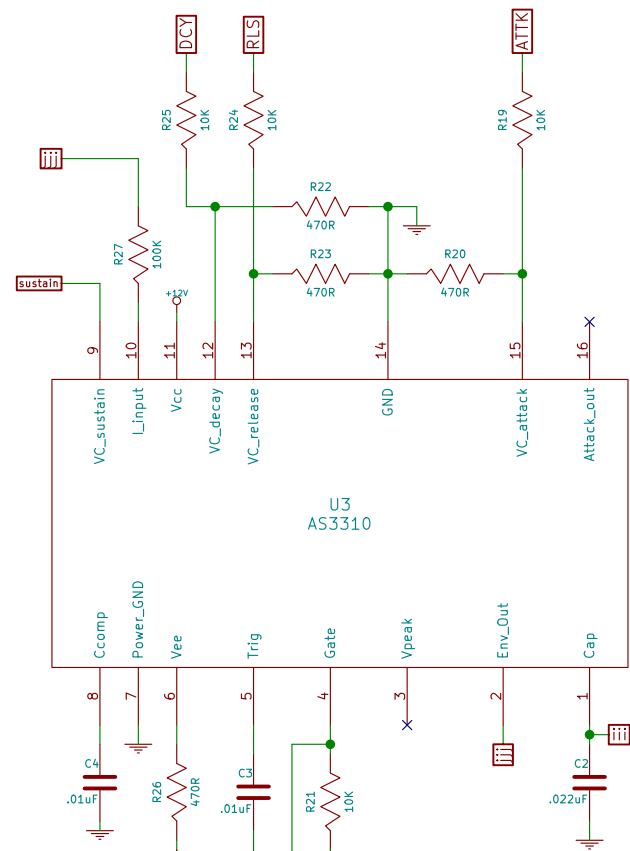 DCY
RLS
ATTK
R25
10K
R24
10K
R19
10K
jjj
R22
470R
R27
100K
R23
470R
R20
470R
sustain
+12V
9
10
11
12
13
14
15
16
VC_sustain
I_input
Vcc
VC_decay
VC_release
GND
VC_attack
Attack_out
U3
AS3310
Ccomp
Power_GND
Vee
Trig
Gate
Vpeak
Env_Out
Cap
8
7
6
5
4
3
2
1
iii
jjj
C4
.01uF
R26
470R
C3
.01uF
R21
10K
C2
.022uF